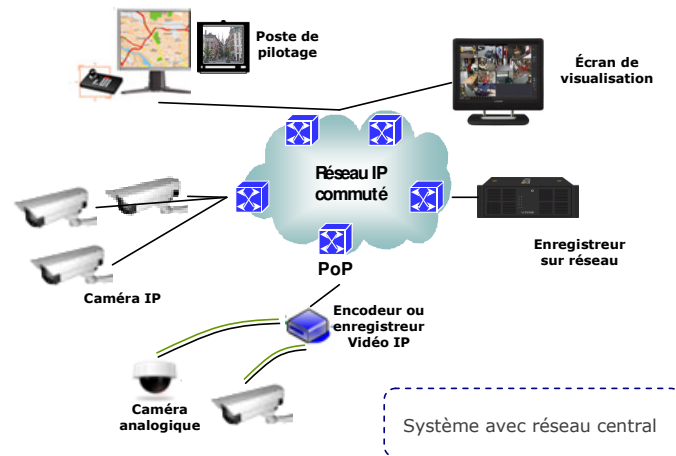 Poste de
pilotage
Écran de
visualisation
Réseau IP
commuté
PoP
Enregistreur
sur réseau
Caméra IP
Encodeur ou
enregistreur
Vidéo IP
Caméra
analogique
Système avec réseau central